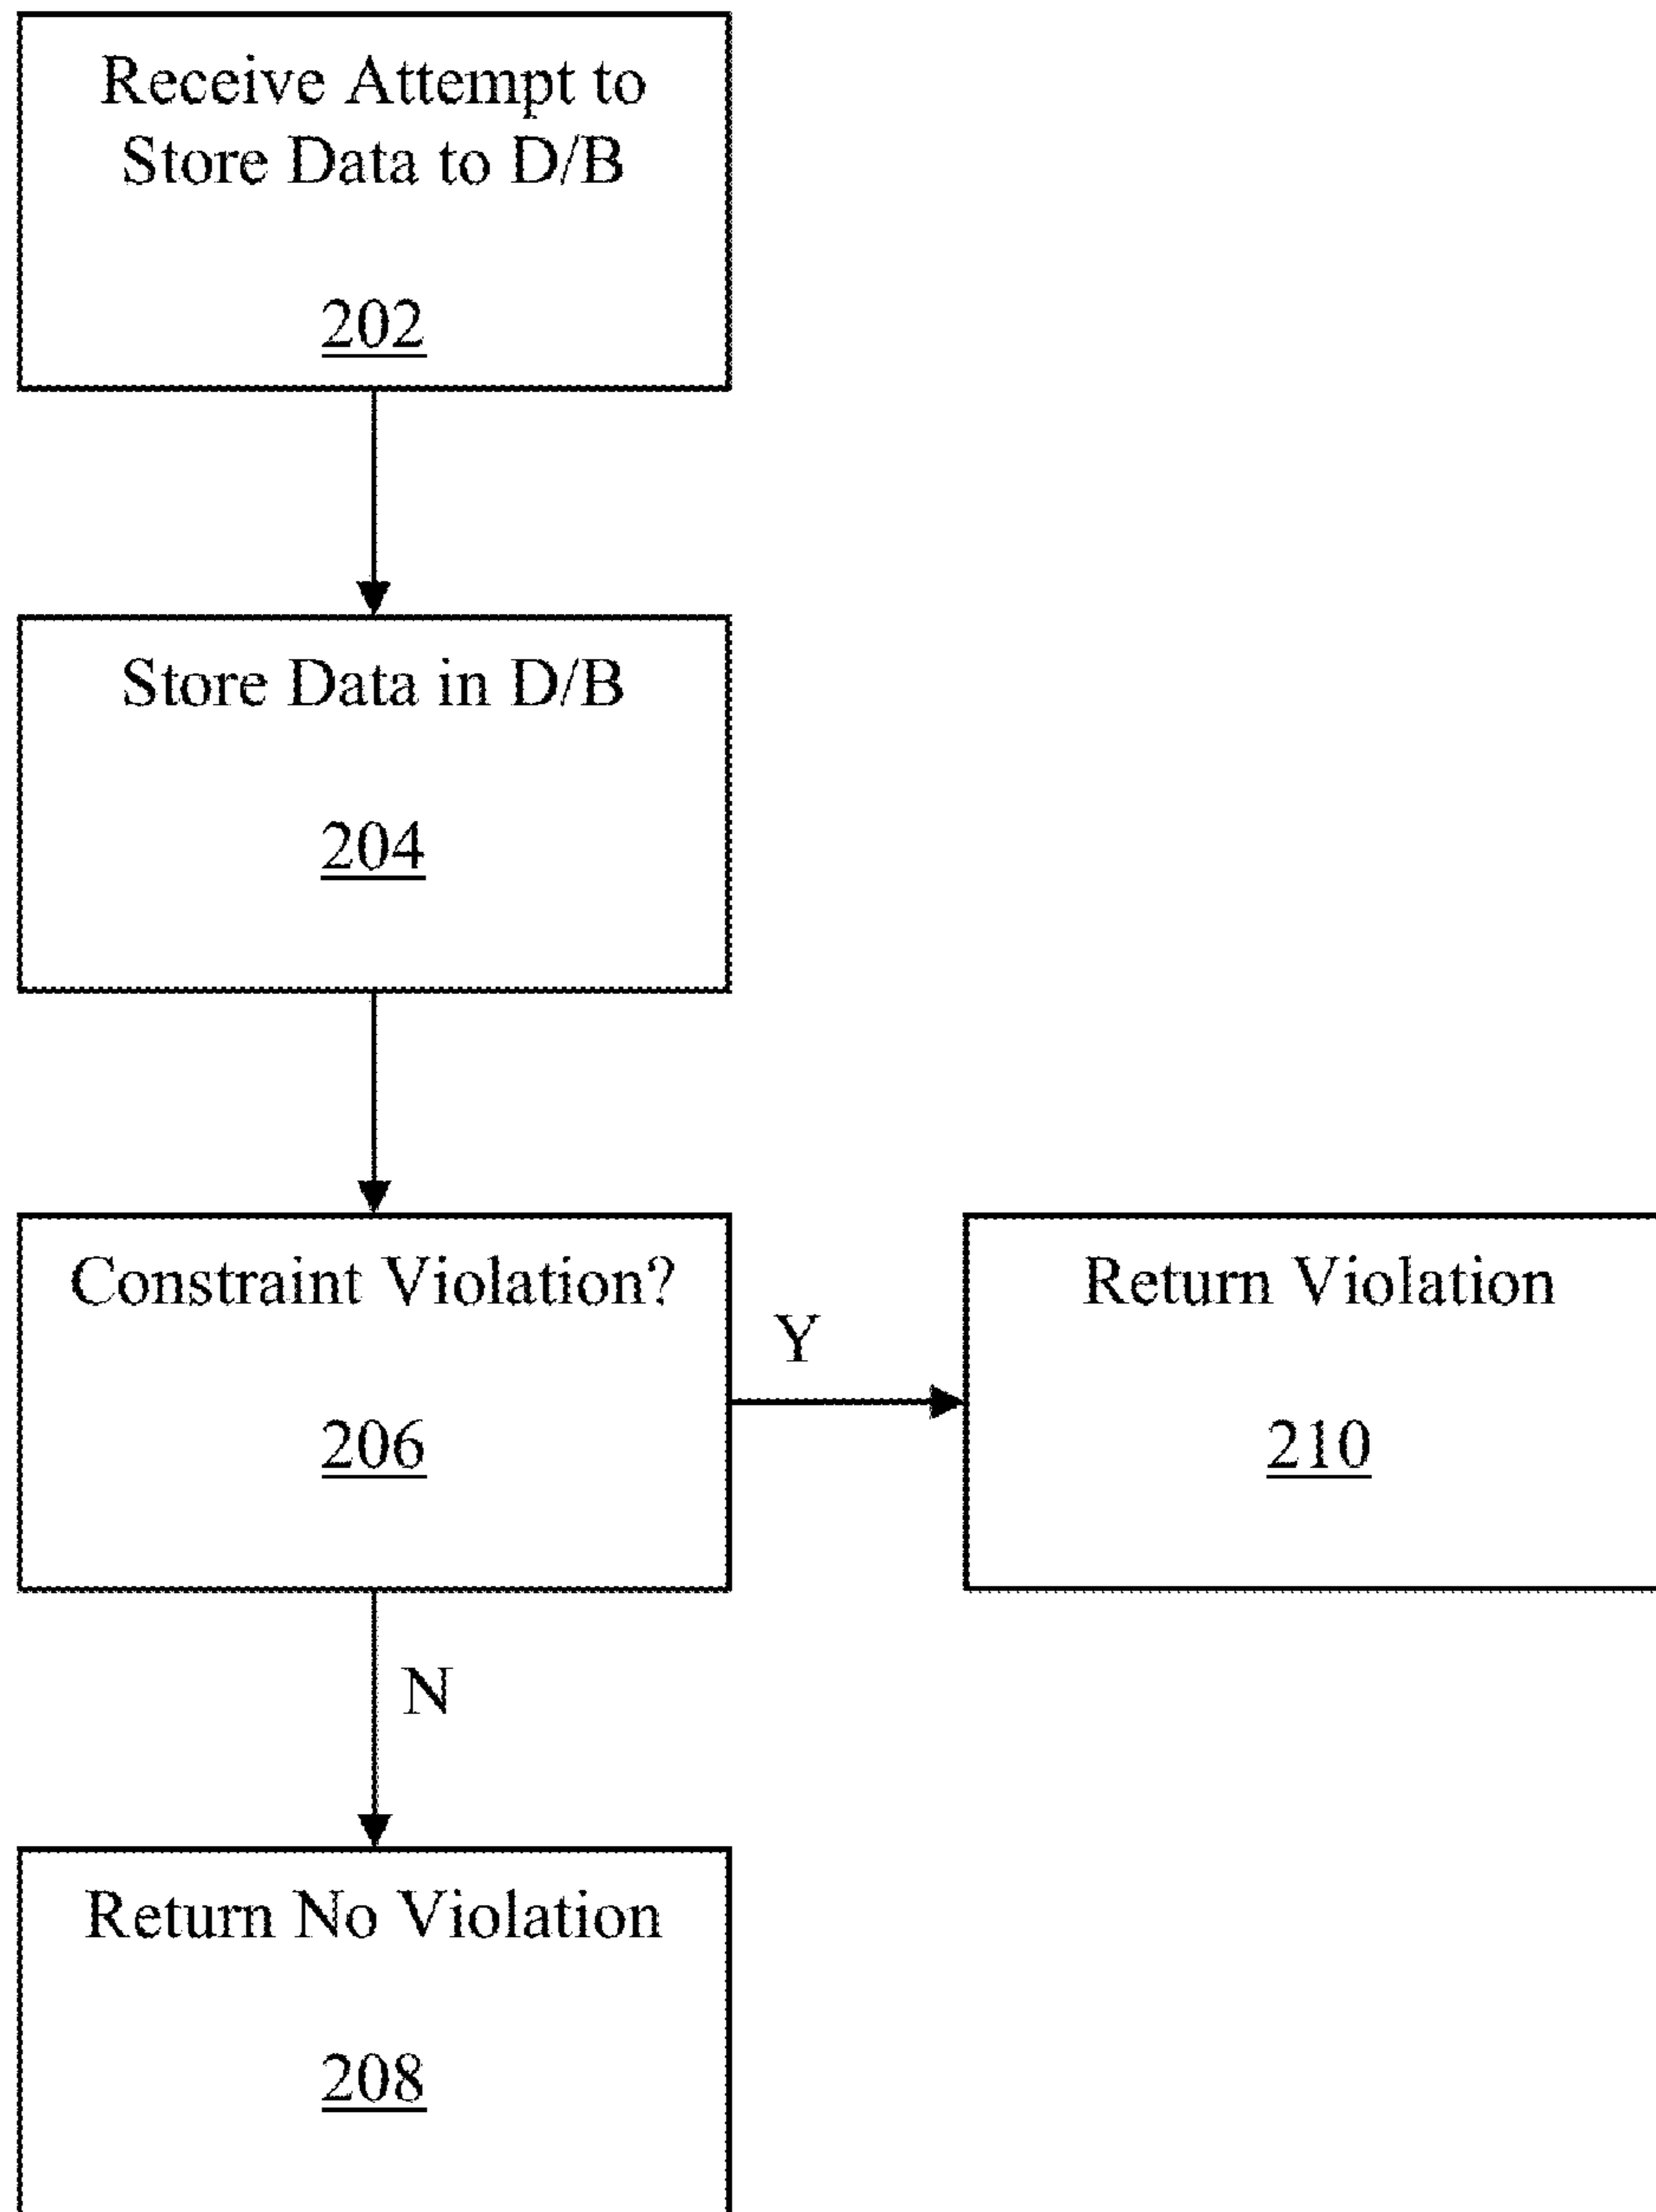 Receive Attempt to
Store Data to D/B
202
Store Data in D/B
204
Constraint Violation?
206
Y
Return Violation
210
N
Return No Violation
208